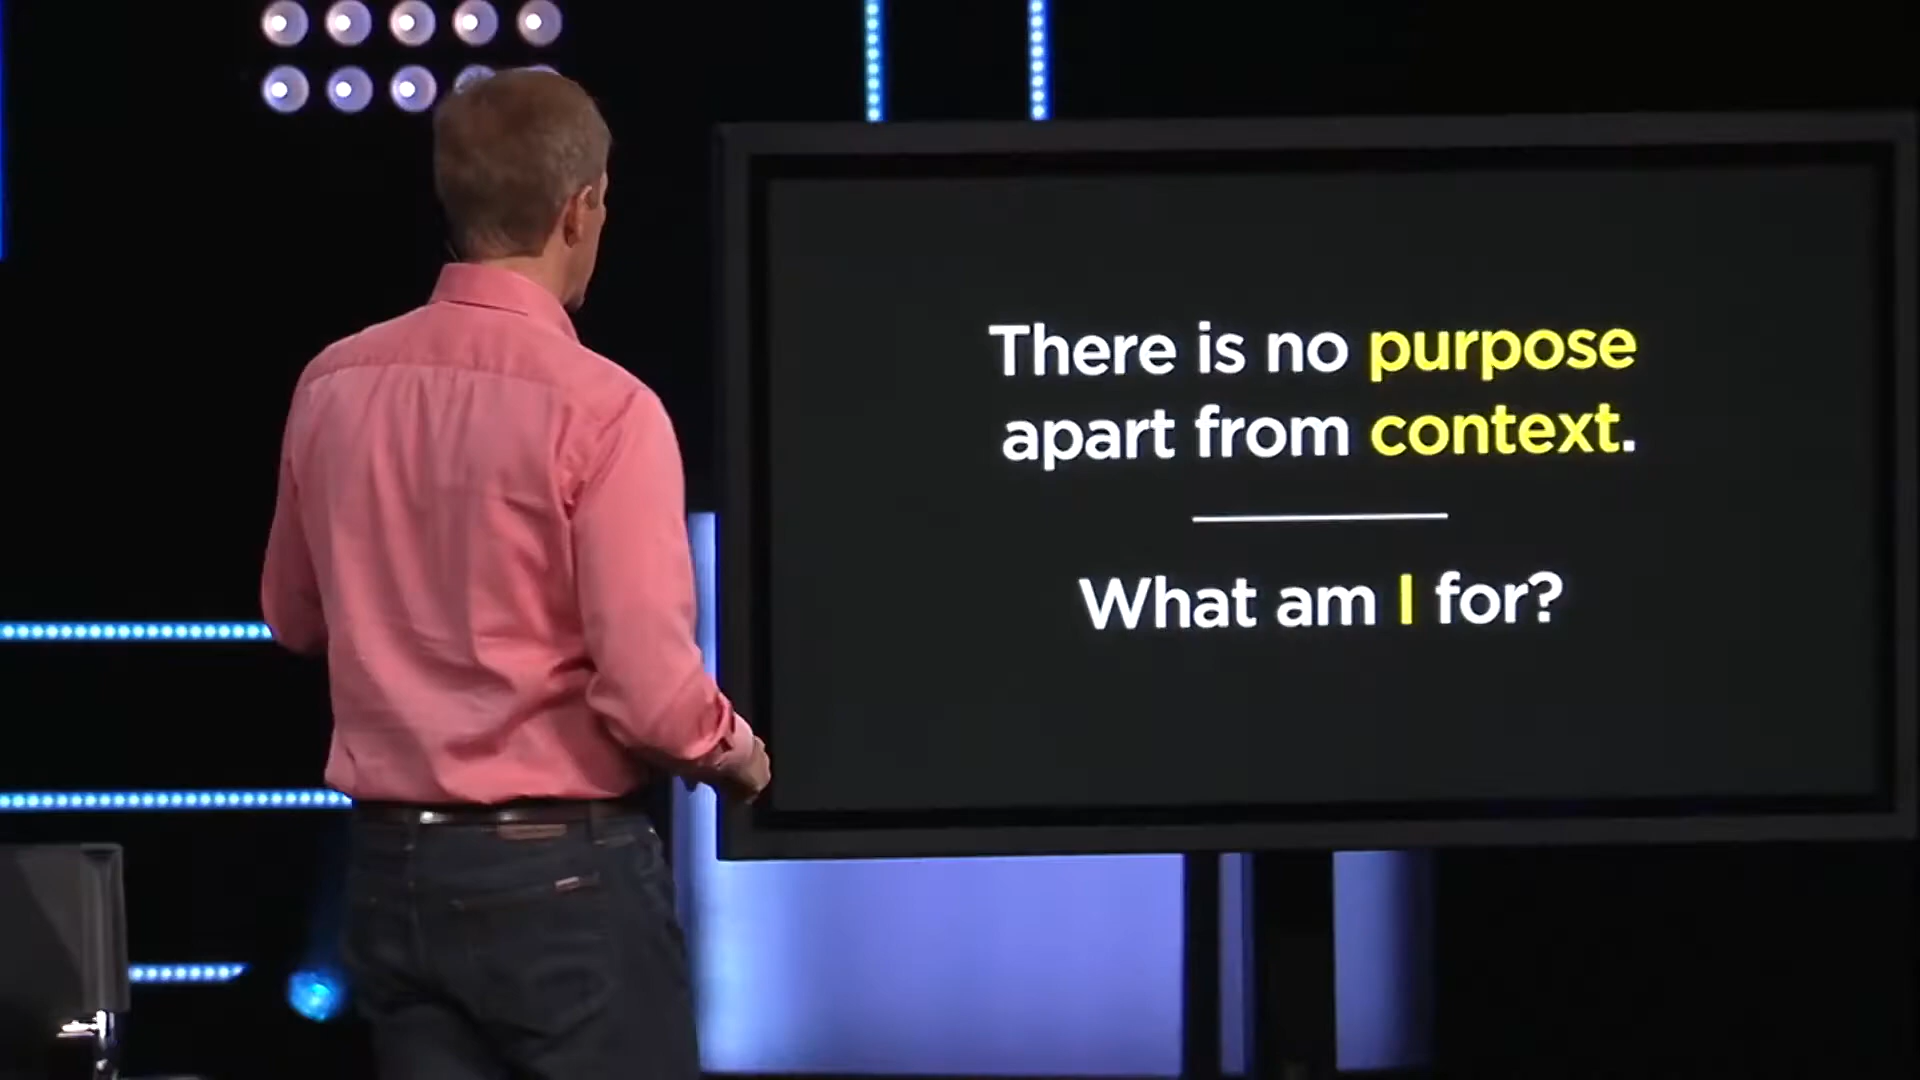 There is no purpose
apart from context.
What am I for?